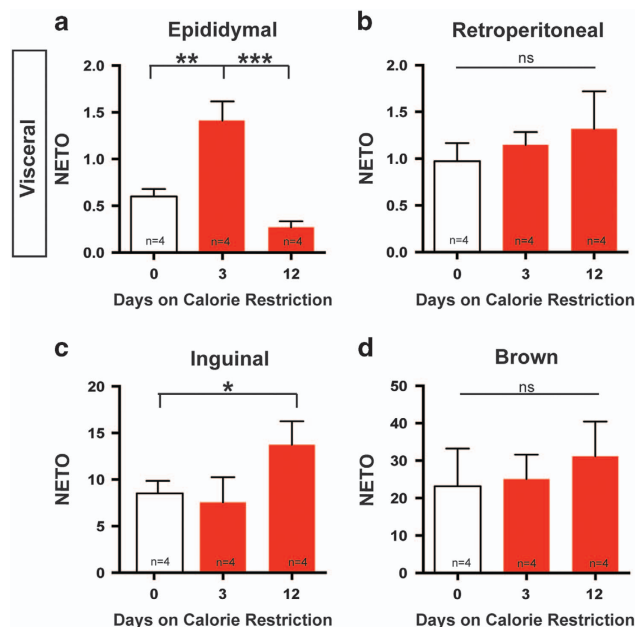 a
Epididymal
Visceral
NETO
2.0
1.5
1.0
0.5
0.0
** ***
n=4 n=4 n=4
0 3 12
Days on Calorie Restriction
b
Retroperitoneal
NETO
2.0
1.5
1.0
0.5
0.0
ns
n=4 n=4 n=4
0 3 12
Days on Calorie Restriction
c
Inguinal
NETO
20
15
10
5
0
*
n=4 n=4 n=4
0 3 12
Days on Calorie Restriction
d
Brown
NETO
50
40
30
20
10
0
ns
n=4 n=4 n=4
0 3 12
Days on Calorie Restriction